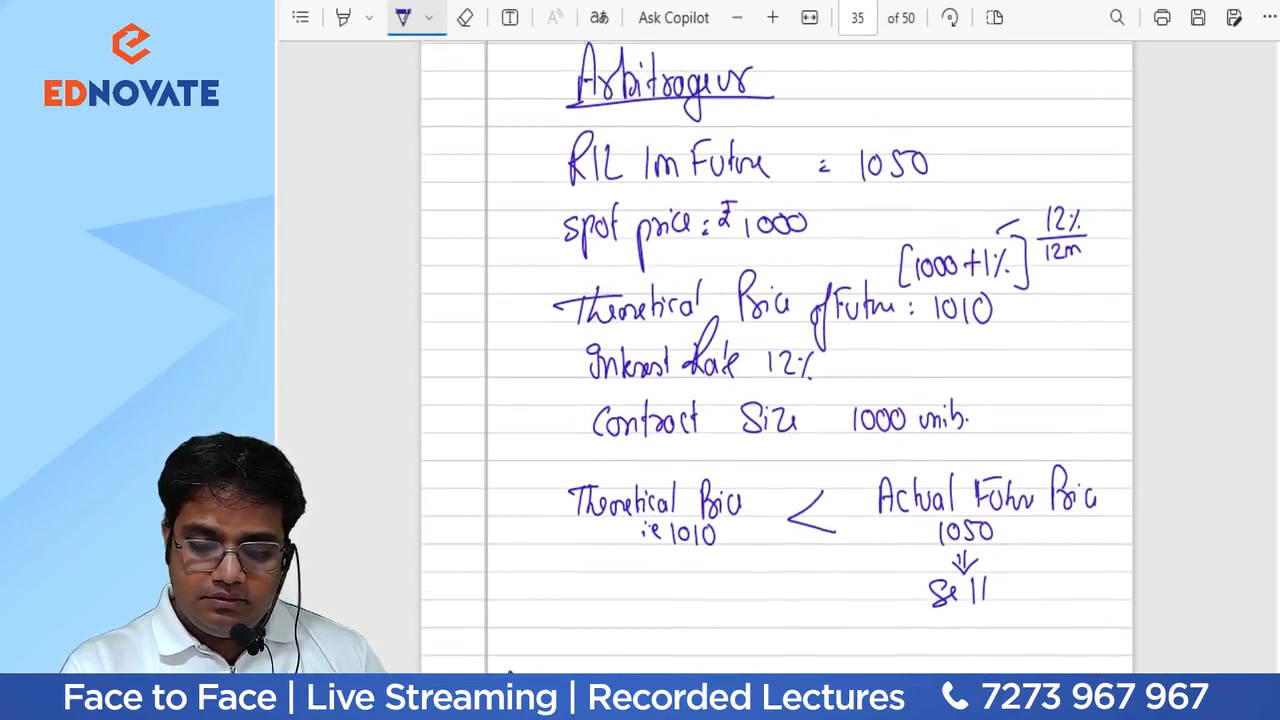 EDNOVATE
Ask Copilot
35 of 50
Arbitrageur
RIL 1m Future = 1050
spot price : ₹ 1000
12%
12m
[1000 + 1%]
Theoretical Price of Future : 1010
Interest Rate 12%
Contract Size 1000 units.
Theoretical Price < Actual Future Price
i.e 1010
1050
Sell
Face to Face | Live Streaming | Recorded Lectures 7273 967 967